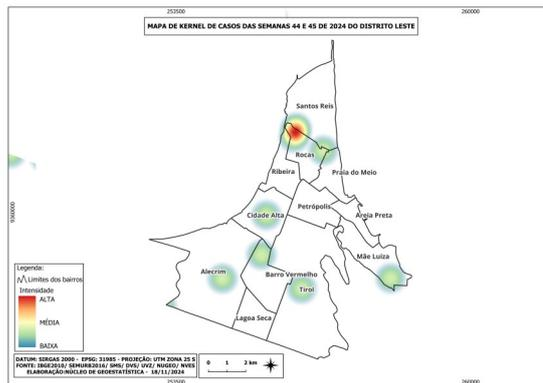 253500
260000
MAPA DE KERNEL DE CASOS DAS SEMANAS 44 E 45 DE 2024 DO DISTRITO LESTE
Santos Reis
Rocas
Ribeira
Praia do Meio
Petrópolis
Cidade Alta
Areia Preta
9360000
Mãe Luiza
Alecrim
Barro Vermelho
Tirol
Lagoa Seca
Legenda:
Limites dos bairros
Intensidade
ALTA
MÉDIA
BAIXA
0 1 2 km
DATUM: SIRGAS 2000 - EPSG: 31985 - PROJEÇÃO: UTM ZONA 25 S
FONTE: IBGE2010/ SEMURB2016/ SMS/ DVS/ UVZ/ NUGEO/ NVES
ELABORAÇÃO:NÚCLEO DE GEOESTATÍSTICA - 18/11/2024
253500
260000